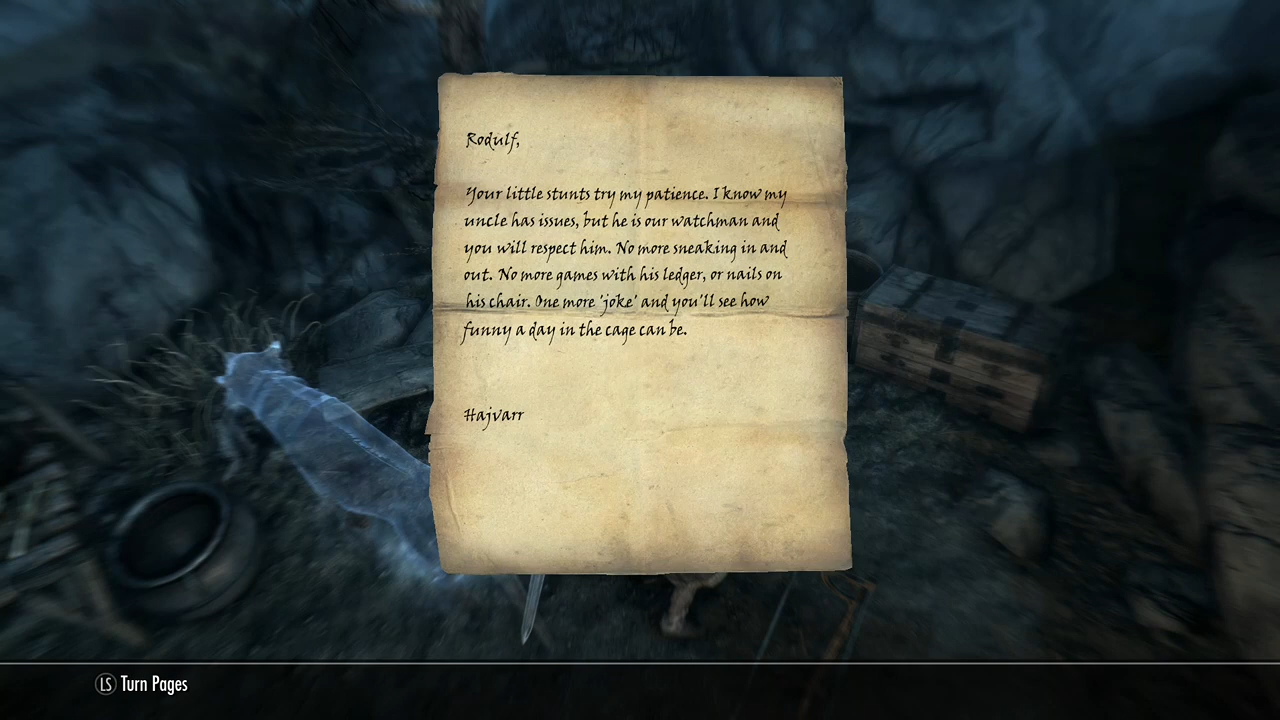 Rodulf,
Your little stunts try my patience. I know my
uncle has issues, but he is our watchman and
you will respect him. No more sneaking in and
out. No more games with his ledger, or nails on
his chair. One more 'joke' and you'll see how
funny a day in the cage can be.
Hajvarr
LS Turn Pages